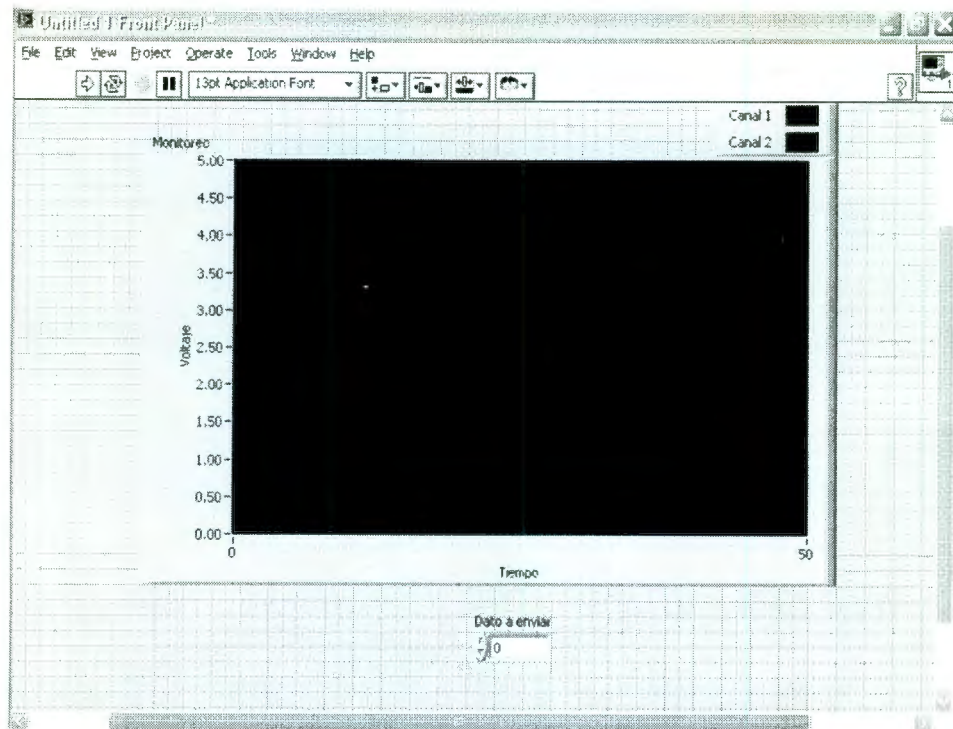 Untitled 1 Front Panel
File Edit View Project Operate Tools Window Help
13pt Application Font
?
1
Canal 1
Canal 2
Monitoreo
5.00
4.50
4.00
3.50
3.00
2.50
2.00
1.50
1.00
0.50
0.00
Voltaje
0
50
Tiempo
Dato a enviar
0